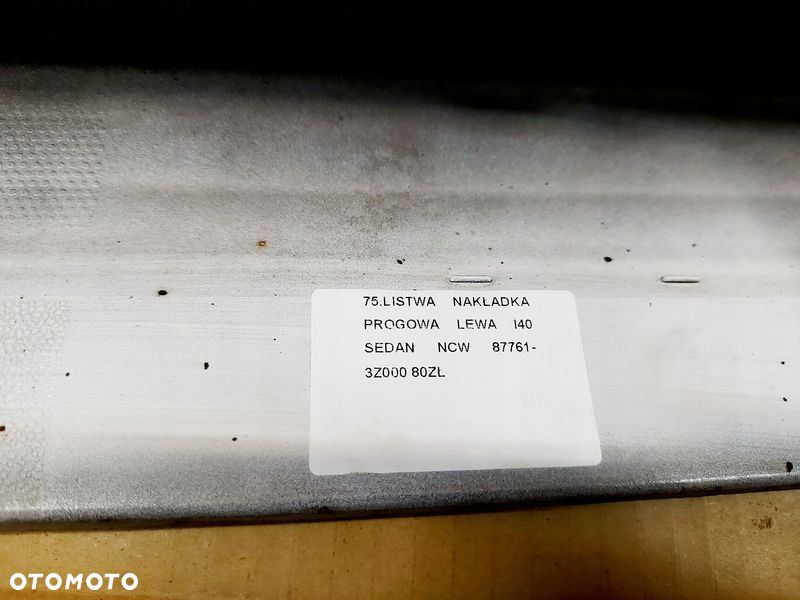 75.LISTWA NAKŁADKA
PROGOWA LEWA I40
SEDAN NCW 87761-
3Z000 80ZŁ
OTOMOTO